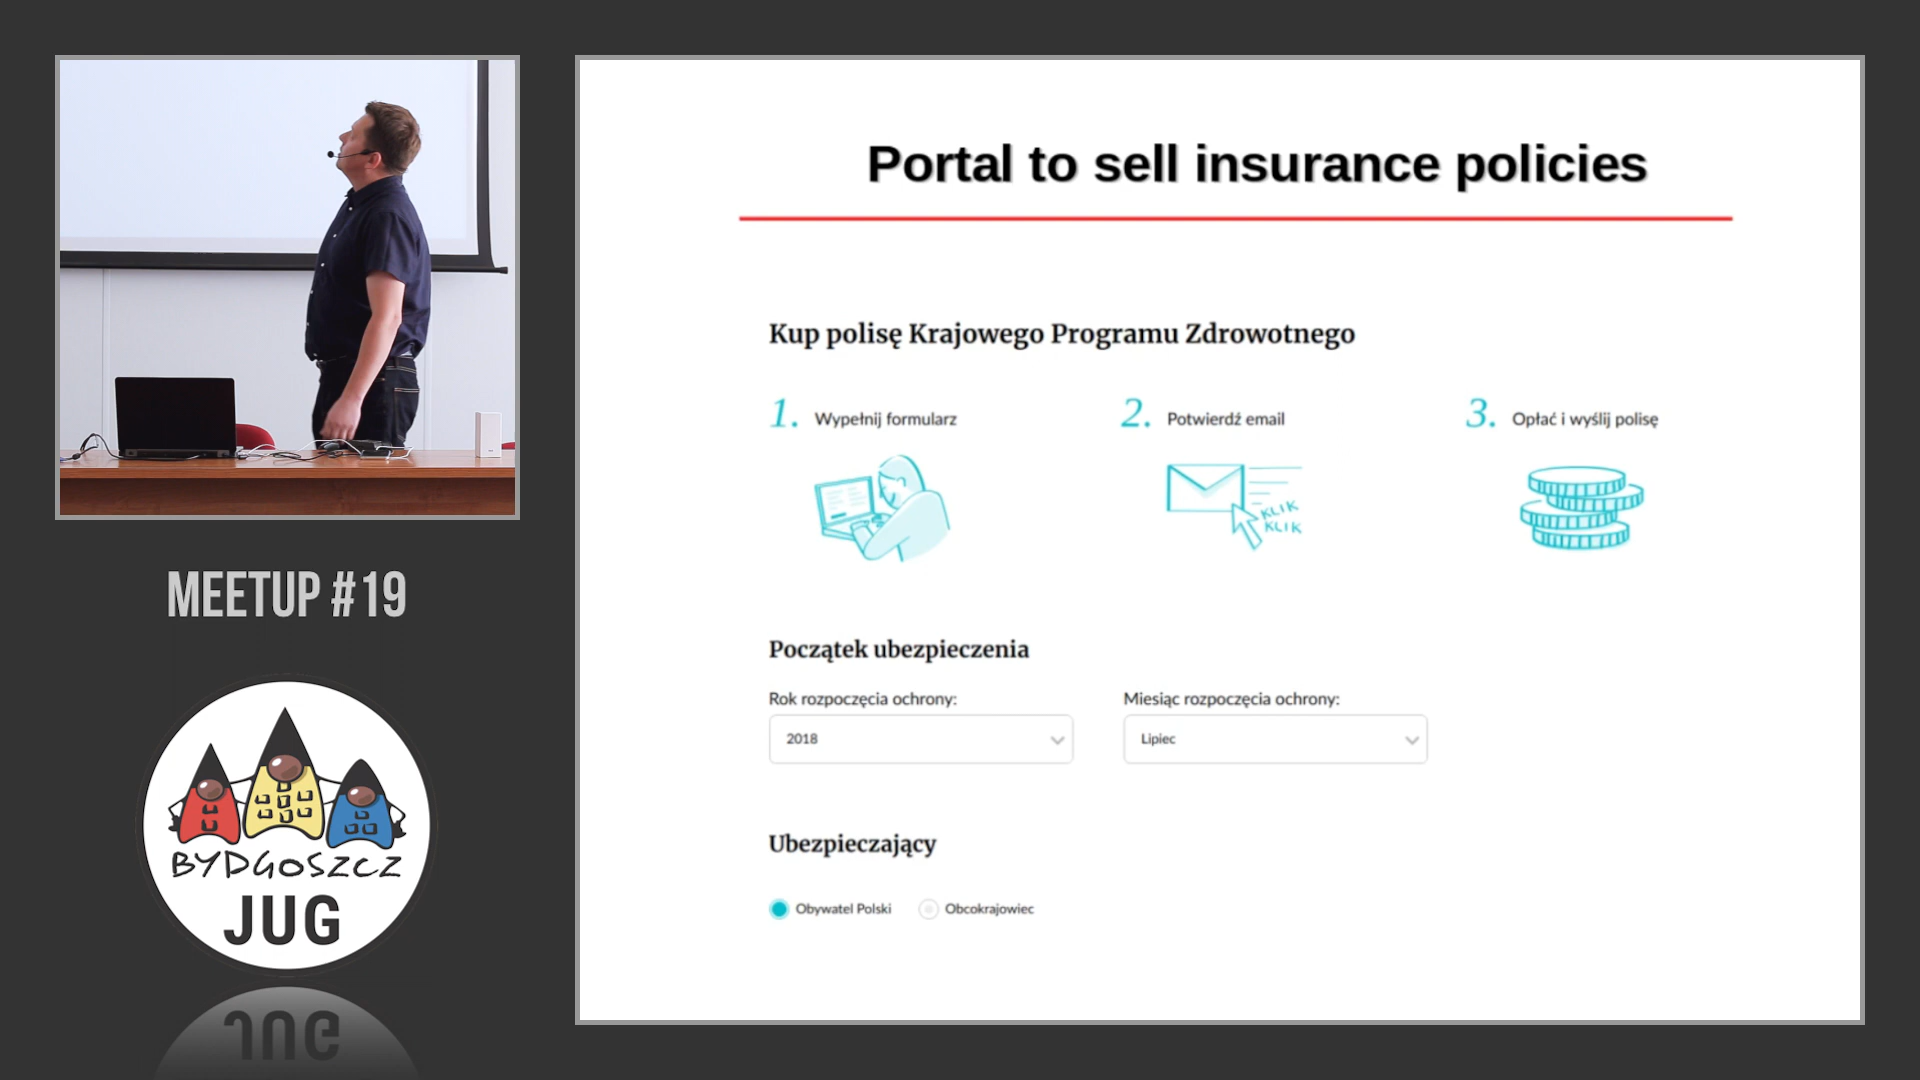 MEETUP #19
BYDGOSZCZ
JUG
Portal to sell insurance policies
Kup polisę Krajowego Programu Zdrowotnego
1. Wypełnij formularz
2. Potwierdź email
3. Opłać i wyślij polisę
KLIK
KLIK
Początek ubezpieczenia
Rok rozpoczęcia ochrony:
Miesiąc rozpoczęcia ochrony:
2018
Lipiec
Ubezpieczający
Obywatel Polski
Obcokrajowiec